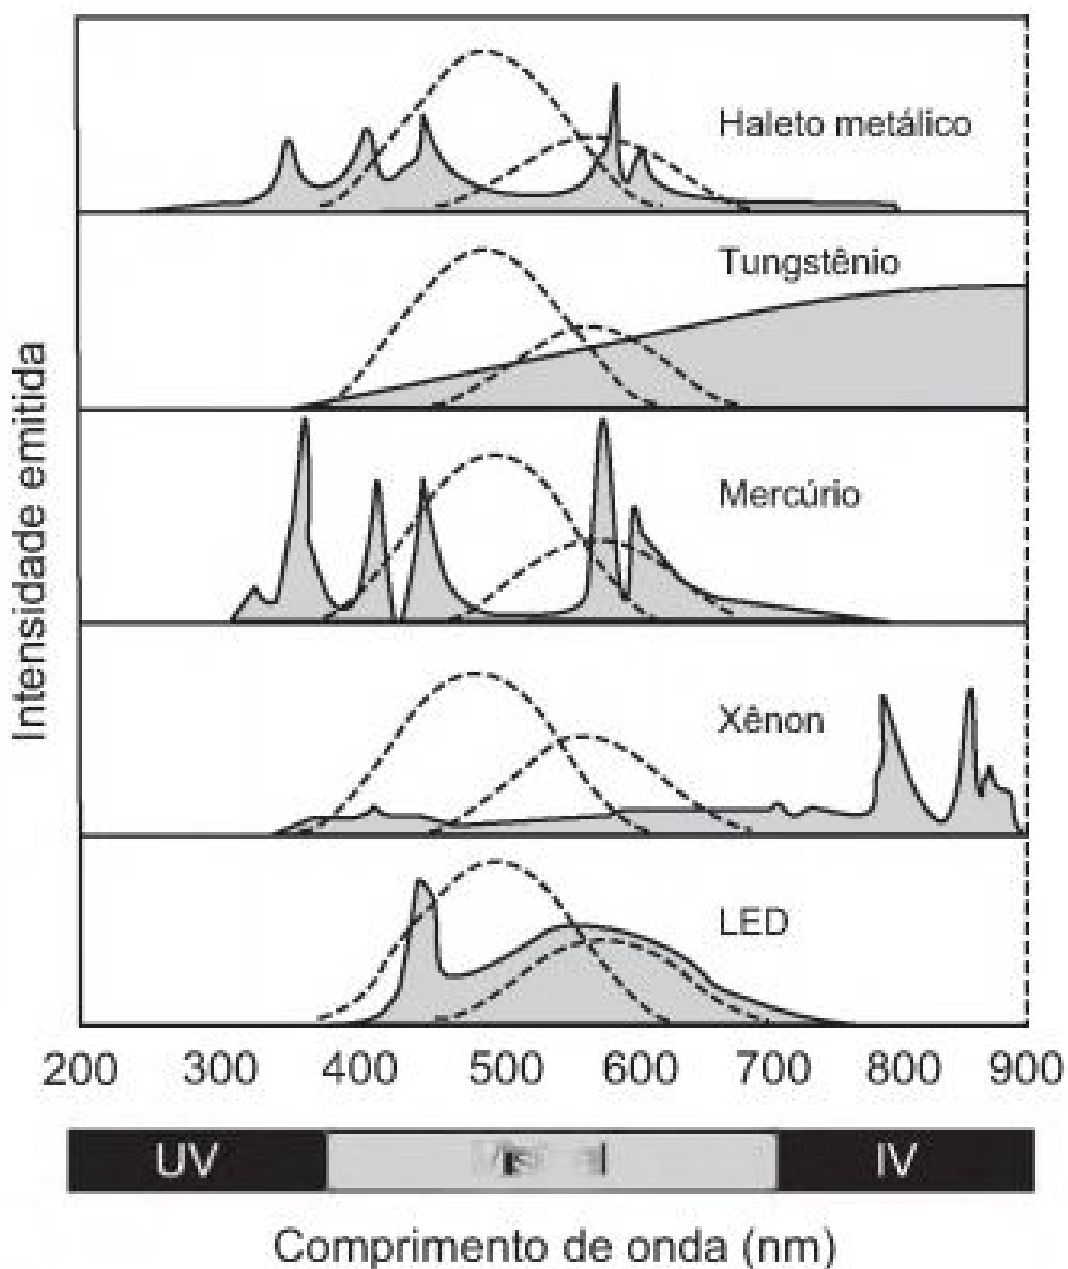 Haleto metálico
Tungstênio
Mercúrio
Xênon
LED
Intensidade emitida
200 300 400 500 600 700 800 900
UV IV
Comprimento de onda (nm)